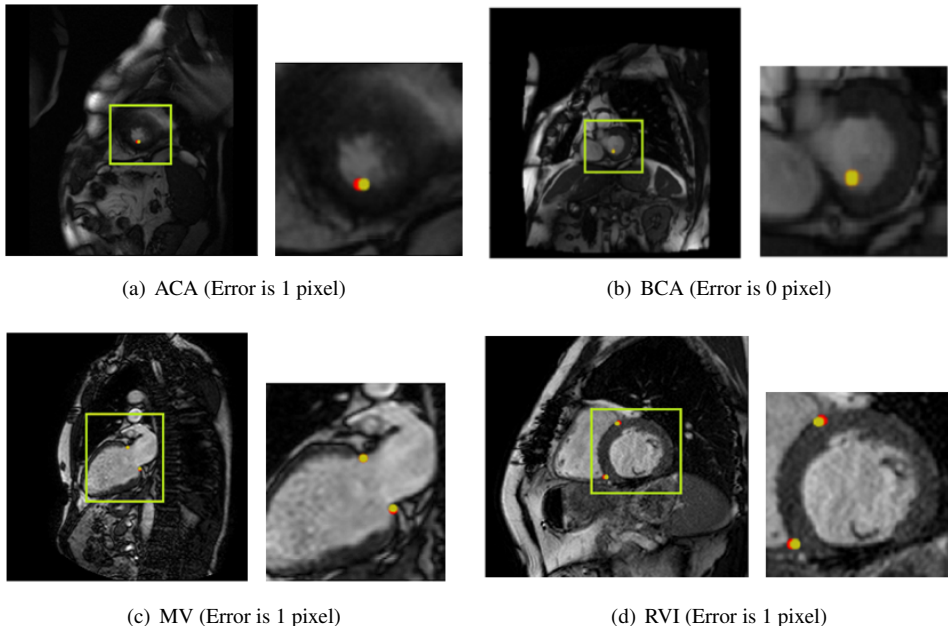 (a) ACA (Error is 1 pixel)
(b) BCA (Error is 0 pixel)
(c) MV (Error is 1 pixel)
(d) RVI (Error is 1 pixel)